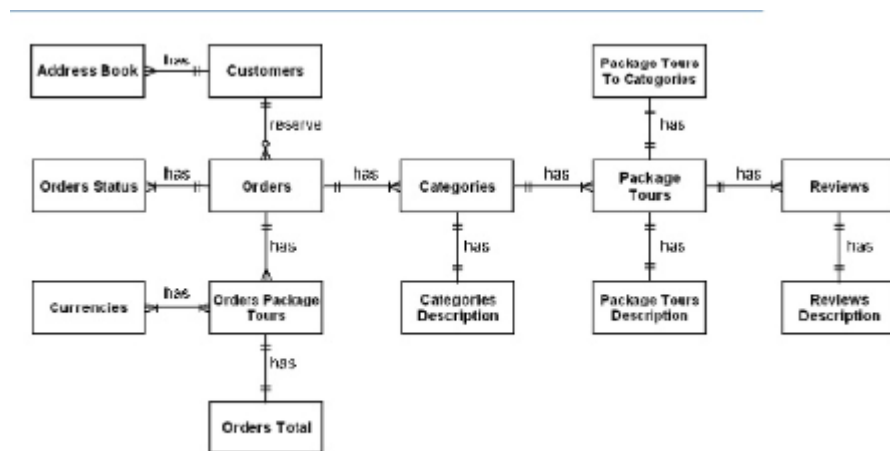 has
Address Book
Customers
Package Tours
To Categories
reserve
has
Orders Status
has
Orders
has
Categories
has
Package
Tours
has
Reviews
has
has
has
has
Currencies
has
Orders Package
Tours
Categories
Description
Package Tours
Description
Reviews
Description
has
Orders Total